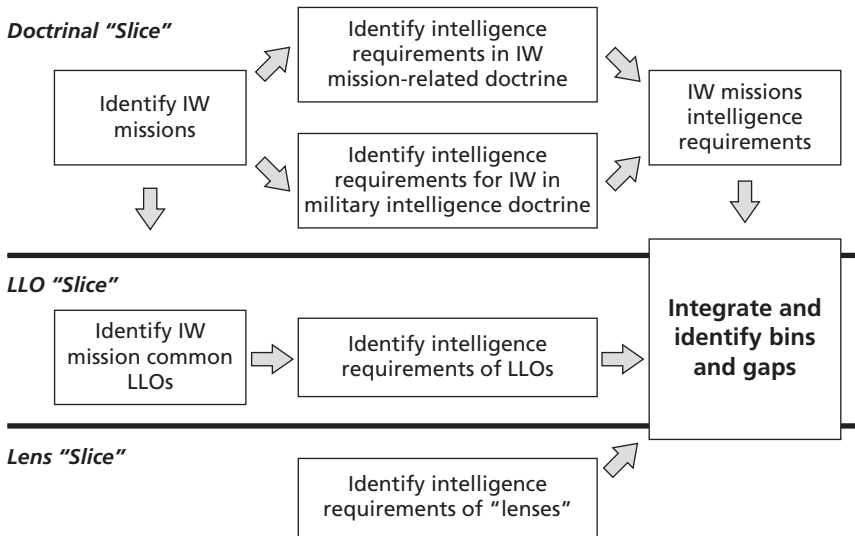 Doctrinal “Slice”
Identify IW
missions
Identify intelligence
requirements in IW
mission-related doctrine
Identify intelligence
requirements for IW in
military intelligence doctrine
IW missions
intelligence
requirements
LLO “Slice”
Identify IW
mission common
LLOs
Identify intelligence
requirements of LLOs
Integrate and
identify bins
and gaps
Lens “Slice”
Identify intelligence
requirements of “lenses”